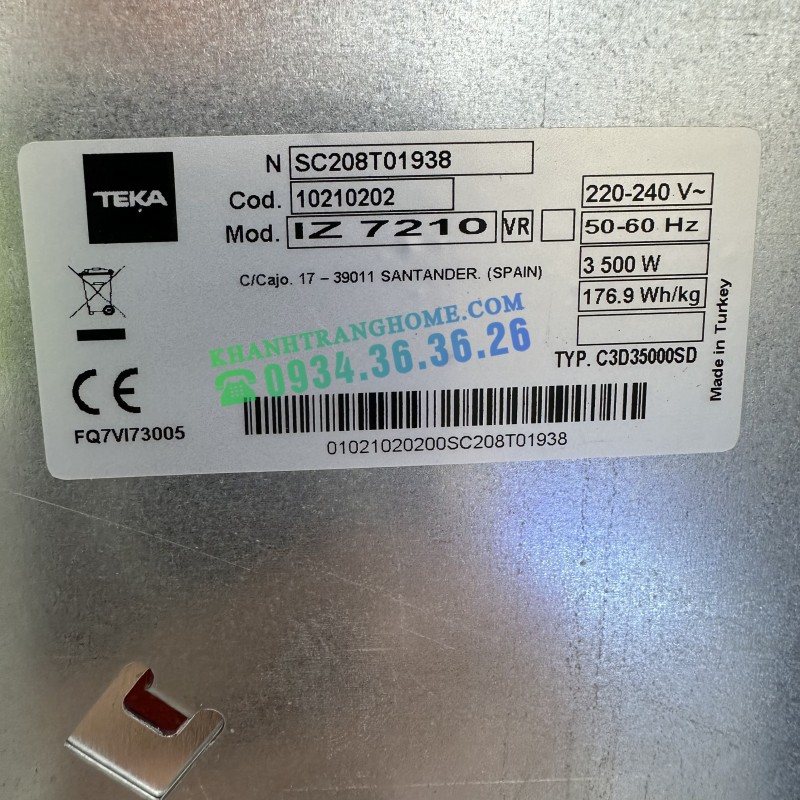 TEKA
N SC208T01938
Cod. 10210202
Mod. IZ 7210 VR
220-240 V~
50-60 Hz
3 500 W
176.9 Wh/kg
C/Cajo. 17 – 39011 SANTANDER. (SPAIN)
KHANHTRANGHOME.COM
0934.36.36.26
TYP. C3D35000SD
Made in Turkey
CE
FQ7VI73005
01021020200SC208T01938